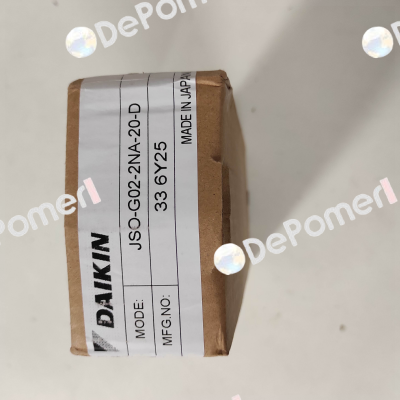 DAIKIN
MODE: JSO-G02-2NA-20-D
MFG.NO: 33 6Y25
MADE IN JAPAN
DePomerl
DePomerl
DePomerl